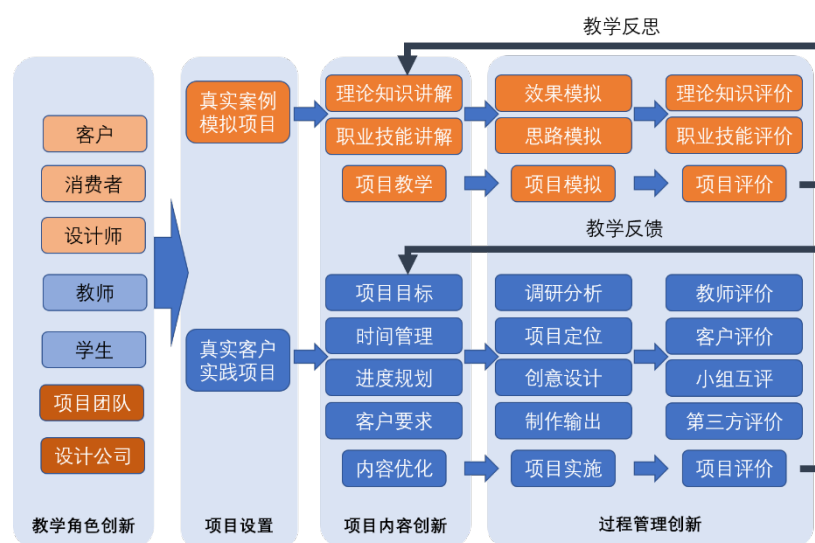 教学反思
客户
消费者
设计师
教师
学生
项目团队
设计公司
教学角色创新
真实案例
模拟项目
真实客户
实践项目
项目设置
理论知识讲解
职业技能讲解
项目教学
效果模拟
思路模拟
项目模拟
理论知识评价
职业技能评价
项目评价
教学反馈
项目目标
时间管理
进度规划
客户要求
内容优化
项目内容创新
调研分析
项目定位
创意设计
制作输出
项目实施
教师评价
客户评价
小组互评
第三方评价
项目评价
过程管理创新